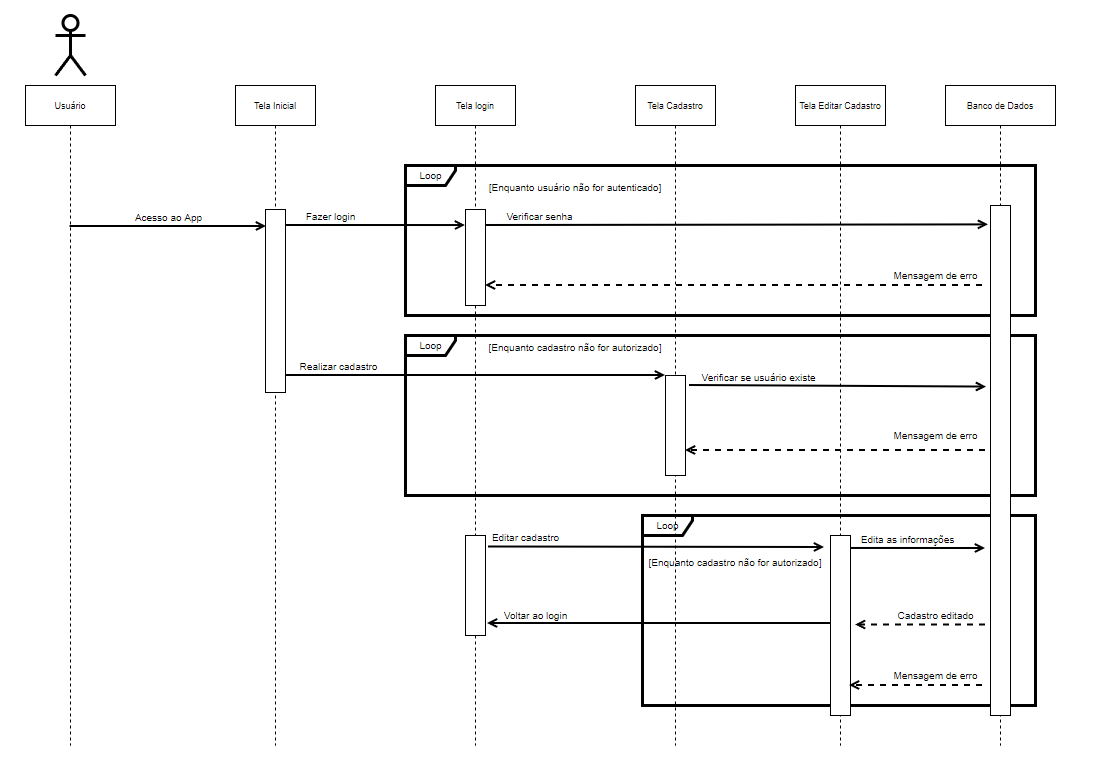 Usuário
Tela Inicial
Tela login
Tela Cadastro
Tela Editar Cadastro
Banco de Dados
Loop
[Enquanto usuário não for autenticado]
Acesso ao App
Fazer login
Verificar senha
Mensagem de erro
Loop
[Enquanto cadastro não for autorizado]
Realizar cadastro
Verificar se usuário existe
Mensagem de erro
Loop
Editar cadastro
Edita as informações
[Enquanto cadastro não for autorizado]
Voltar ao login
Cadastro editado
Mensagem de erro